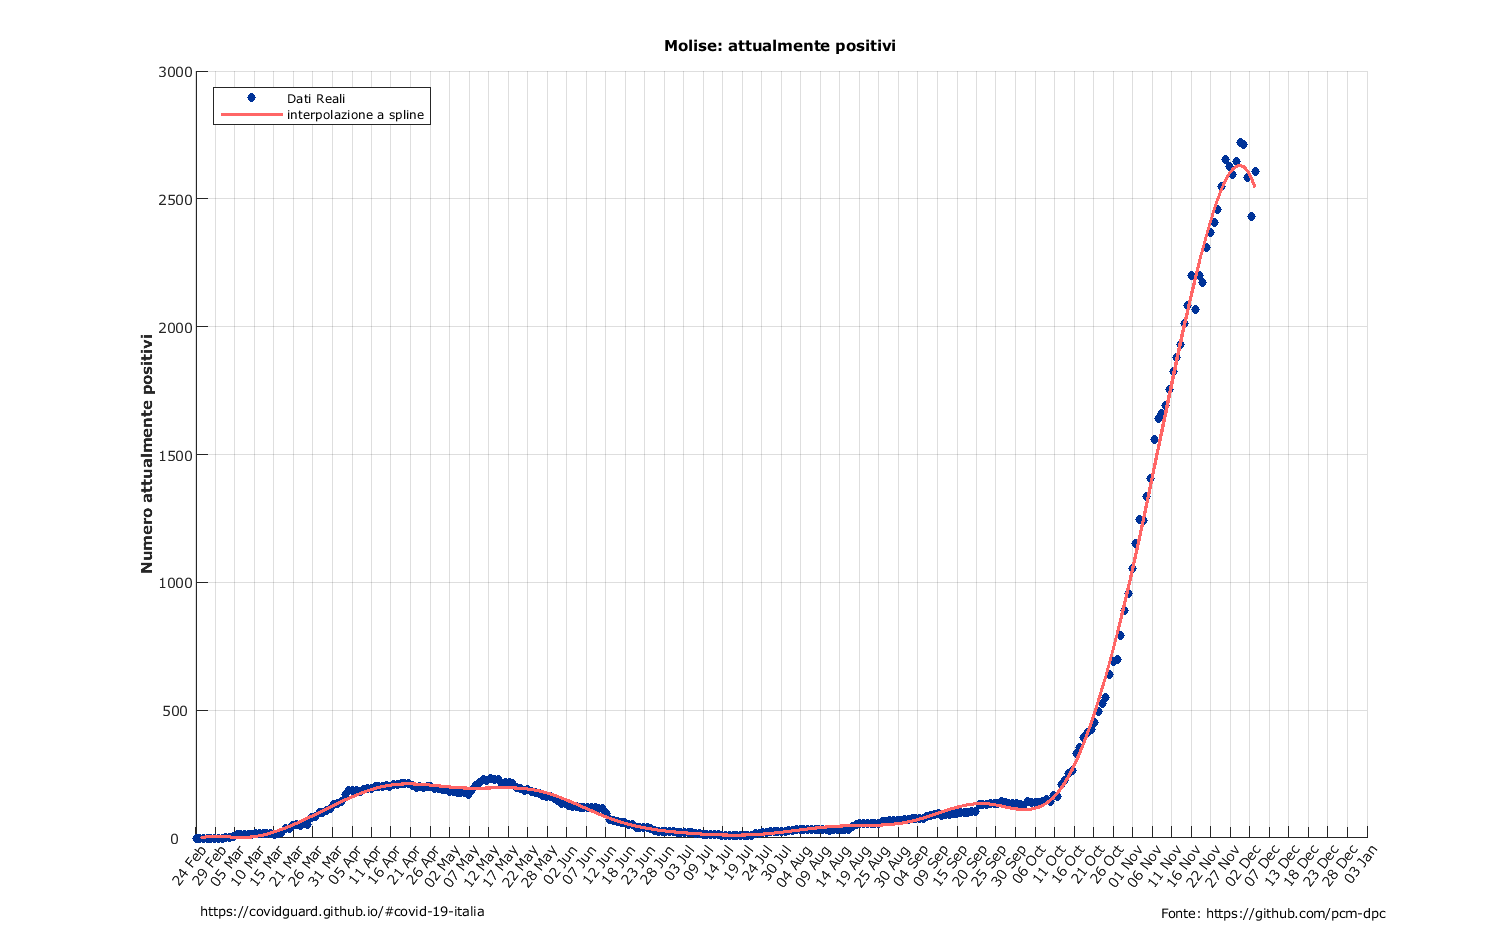 Molise: attualmente positivi
3000
Dati Reali
interpolazione a spline
2500
2000
1500
1000
500
0
Numero attualmente positivi
24 Feb
29 Feb
05 Mar
10 Mar
15 Mar
21 Mar
26 Mar
31 Mar
05 Apr
11 Apr
16 Apr
21 Apr
26 Apr
02 May
07 May
12 May
17 May
22 May
28 May
02 Jun
07 Jun
12 Jun
18 Jun
23 Jun
28 Jun
03 Jul
09 Jul
14 Jul
19 Jul
24 Jul
30 Jul
04 Aug
09 Aug
14 Aug
19 Aug
25 Aug
30 Aug
04 Sep
09 Sep
15 Sep
20 Sep
25 Sep
30 Oct
06 Oct
11 Oct
16 Oct
21 Oct
26 Oct
01 Nov
06 Nov
11 Nov
16 Nov
22 Nov
27 Nov
02 Dec
07 Dec
13 Dec
18 Dec
23 Dec
28 Dec
03 Jan
https://covidguard.github.io/#covid-19-italia
Fonte: https://github.com/pcm-dpc